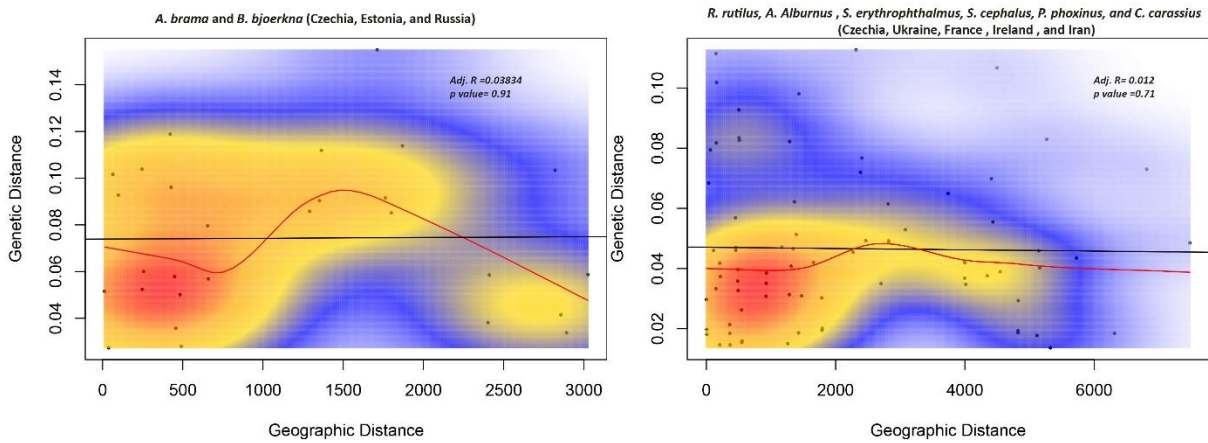 A. brama and B. bjoerkna (Czechia, Estonia, and Russia)
Adj. R =0.03834
p value= 0.91
Genetic Distance
0.14
0.12
0.10
0.08
0.06
0.04
0 500 1000 1500 2000 2500 3000
Geographic Distance
R. rutilus, A. Alburnus , S. erythrophthalmus, S. cephalus, P. phoxinus, and C. carassius
(Czechia, Ukraine, France , Ireland , and Iran)
Adj. R= 0.012
p value =0.71
Genetic Distance
0.10
0.08
0.06
0.04
0.02
0 2000 4000 6000
Geographic Distance